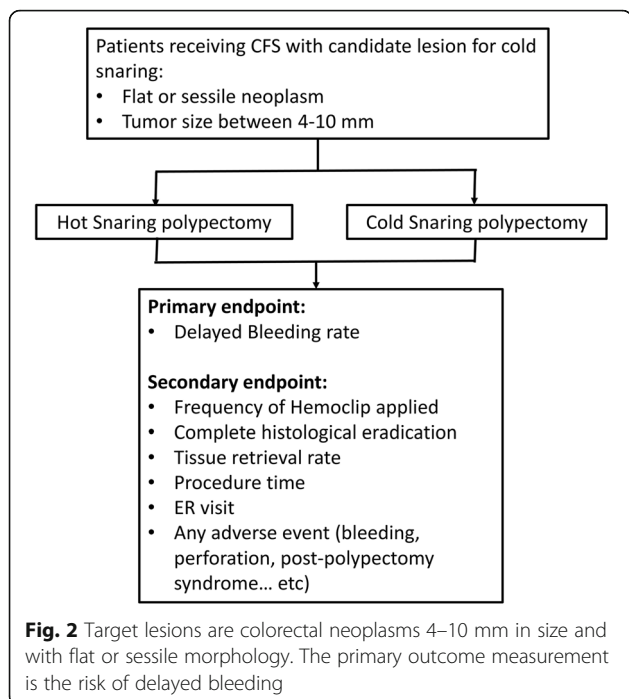 Patients receiving CFS with candidate lesion for cold
snaring:
• Flat or sessile neoplasm
• Tumor size between 4-10 mm
Hot Snaring polypectomy
Cold Snaring polypectomy
Primary endpoint:
• Delayed Bleeding rate
Secondary endpoint:
• Frequency of Hemoclip applied
• Complete histological eradication
• Tissue retrieval rate
• Procedure time
• ER visit
• Any adverse event (bleeding,
perforation, post-polypectomy
syndrome... etc)
Fig. 2 Target lesions are colorectal neoplasms 4–10 mm in size and
with flat or sessile morphology. The primary outcome measurement
is the risk of delayed bleeding